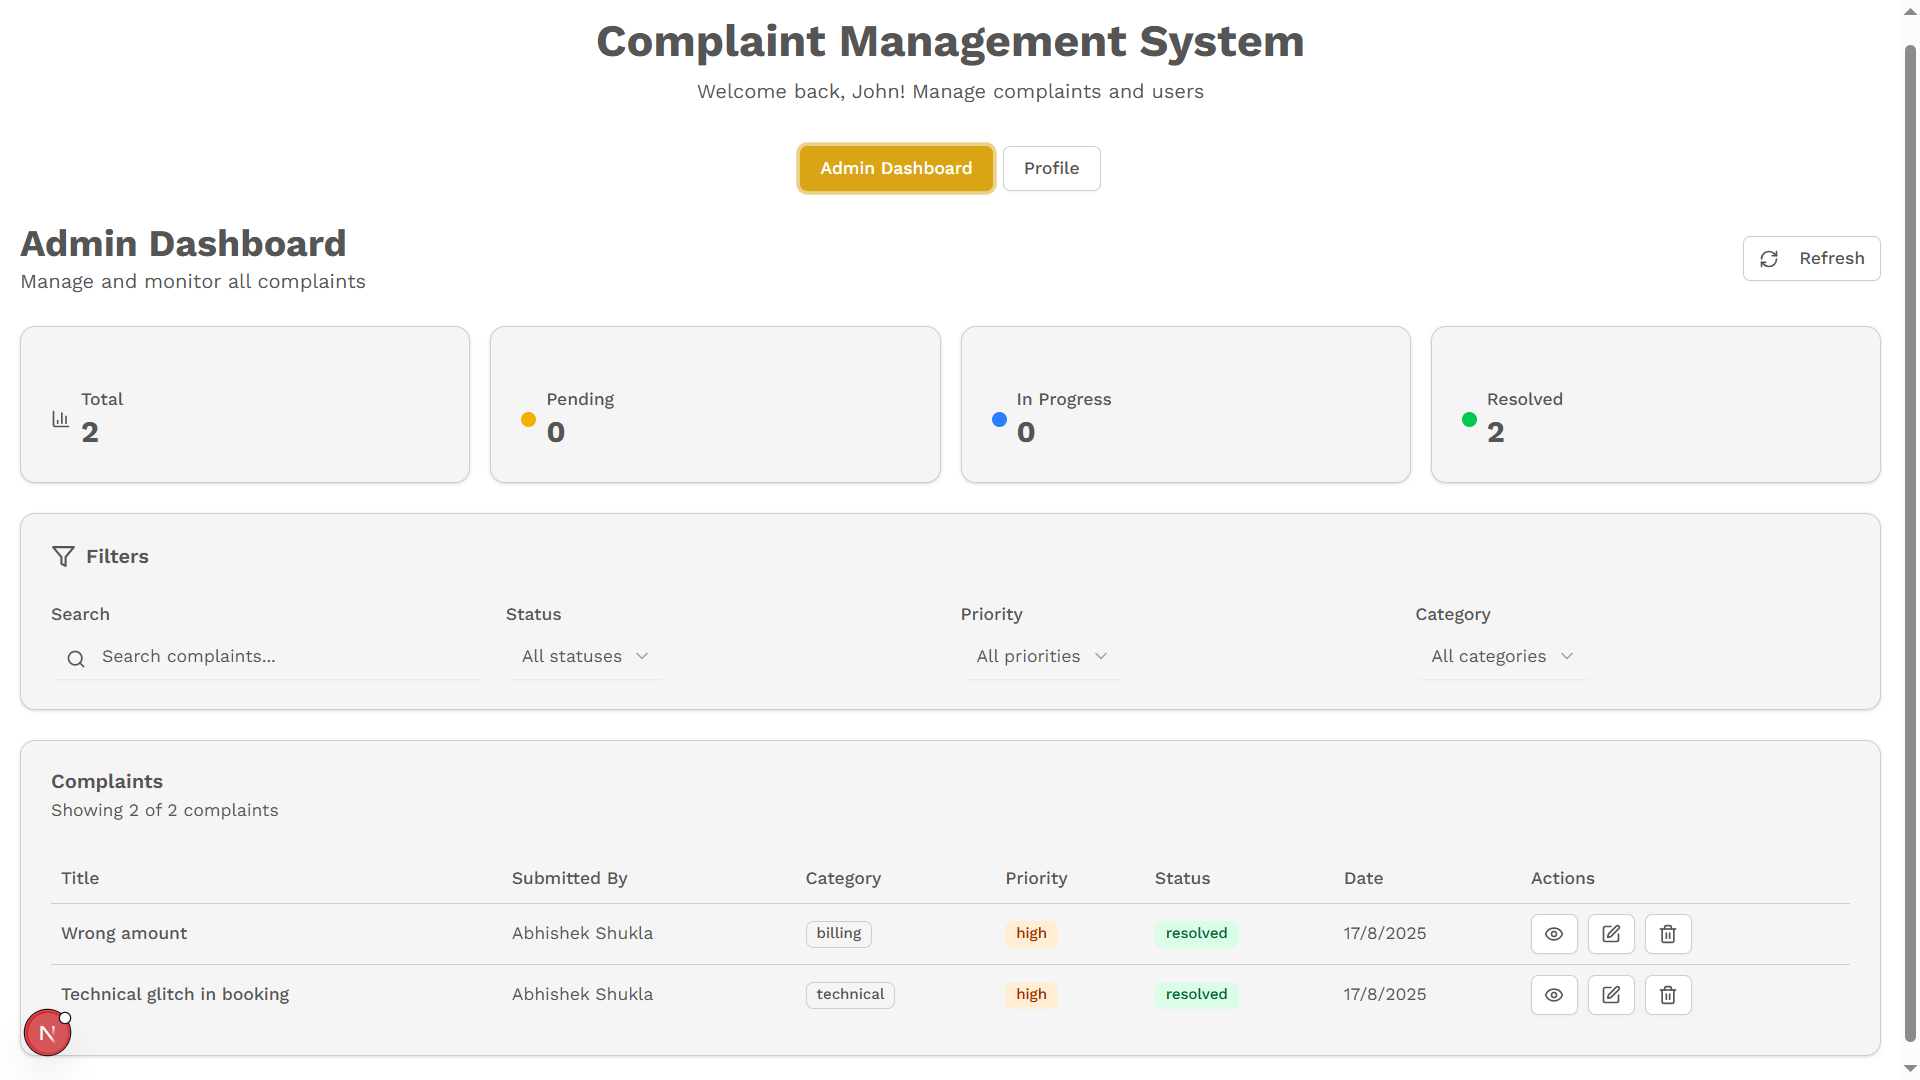 Complaint Management System
Welcome back, John! Manage complaints and users
Admin Dashboard Profile
Admin Dashboard
Manage and monitor all complaints
Refresh
Total
2
Pending
0
In Progress
0
Resolved
2
Filters
Search Status Priority Category
Search complaints... All statuses All priorities All categories
Complaints
Showing 2 of 2 complaints
Title Submitted By Category Priority Status Date Actions
Wrong amount Abhishek Shukla billing high resolved 17/8/2025
Technical glitch in booking Abhishek Shukla technical high resolved 17/8/2025
N